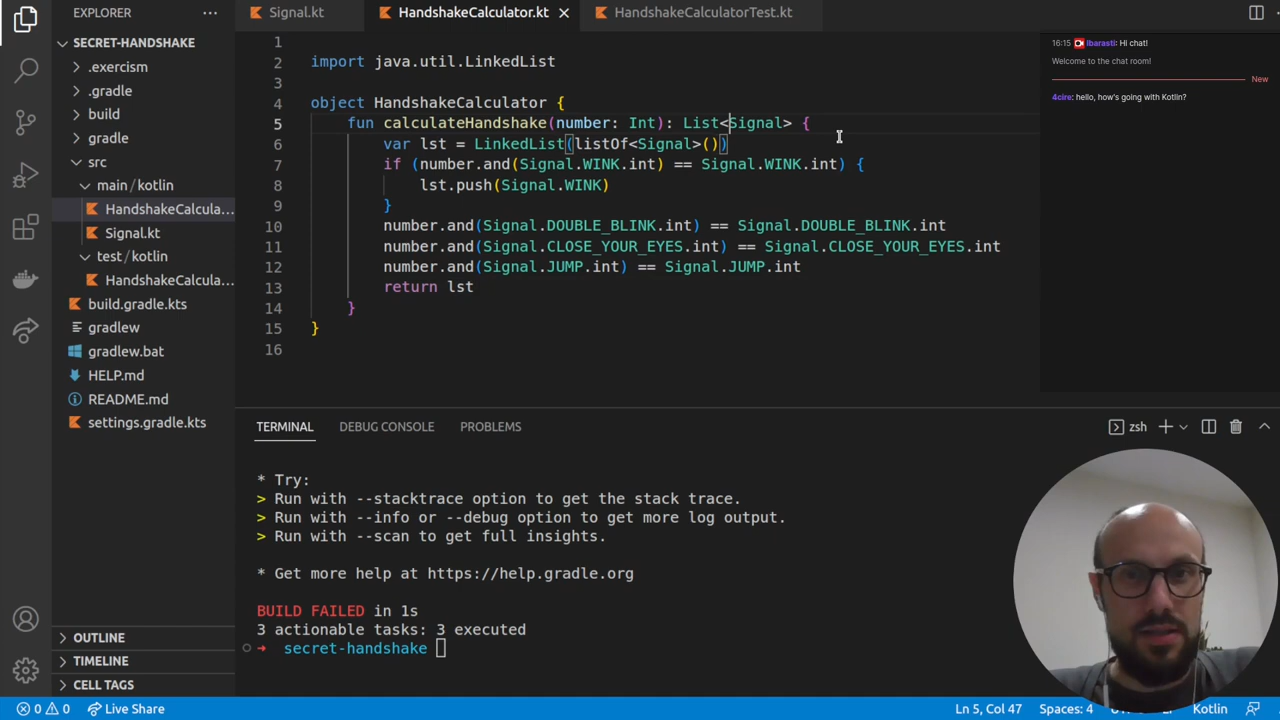 EXPLORER
SECRET-HANDSHAKE
.exercism
.gradle
build
gradle
src
main/kotlin
HandshakeCalcula...
Signal.kt
test/kotlin
HandshakeCalcula...
build.gradle.kts
gradlew
gradlew.bat
HELP.md
README.md
settings.gradle.kts
OUTLINE
TIMELINE
CELL TAGS
Signal.kt
HandshakeCalculator.kt
HandshakeCalculatorTest.kt
1
2 import java.util.LinkedList
3
4 object HandshakeCalculator {
5 fun calculateHandshake(number: Int): List<Signal> {
6 var lst = LinkedList(listOf<Signal>())
7 if (number.and(Signal.WINK.int) == Signal.WINK.int) {
8 lst.push(Signal.WINK)
9 }
10 number.and(Signal.DOUBLE_BLINK.int) == Signal.DOUBLE_BLINK.int
11 number.and(Signal.CLOSE_YOUR_EYES.int) == Signal.CLOSE_YOUR_EYES.int
12 number.and(Signal.JUMP.int) == Signal.JUMP.int
13 return lst
14 }
15 }
16
16:15 ibarasti: Hi chat!
Welcome to the chat room!
New
4cire: hello, how's going with Kotlin?
TERMINAL
DEBUG CONSOLE
PROBLEMS
zsh
* Try:
> Run with --stacktrace option to get the stack trace.
> Run with --info or --debug option to get more log output.
> Run with --scan to get full insights.
* Get more help at https://help.gradle.org
BUILD FAILED in 1s
3 actionable tasks: 3 executed
➜ secret-handshake
0 0 Live Share
Ln 5, Col 47 Spaces: 4 Kotlin